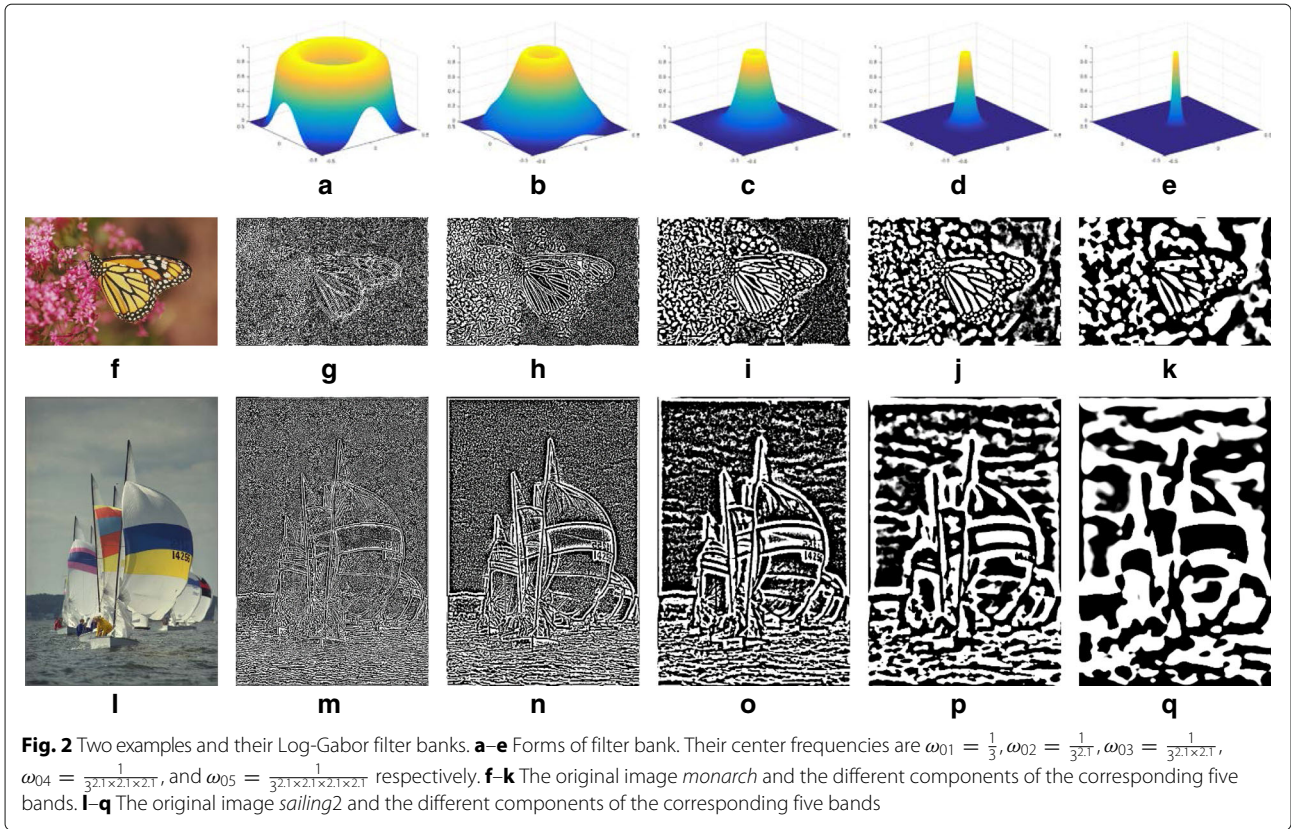 a b c d e
f g h i j k
l m n o p q
Fig. 2 Two examples and their Log-Gabor filter banks. a–e Forms of filter bank. Their center frequencies are ω₀₁ = 1/3, ω₀₂ = 1/3^2.1, ω₀₃ = 1/3^2.1×2.1,
ω₀₄ = 1/3^2.1×2.1×2.1, and ω₀₅ = 1/3^2.1×2.1×2.1×2.1 respectively. f–k The original image monarch and the different components of the corresponding five
bands. l–q The original image sailing2 and the different components of the corresponding five bands